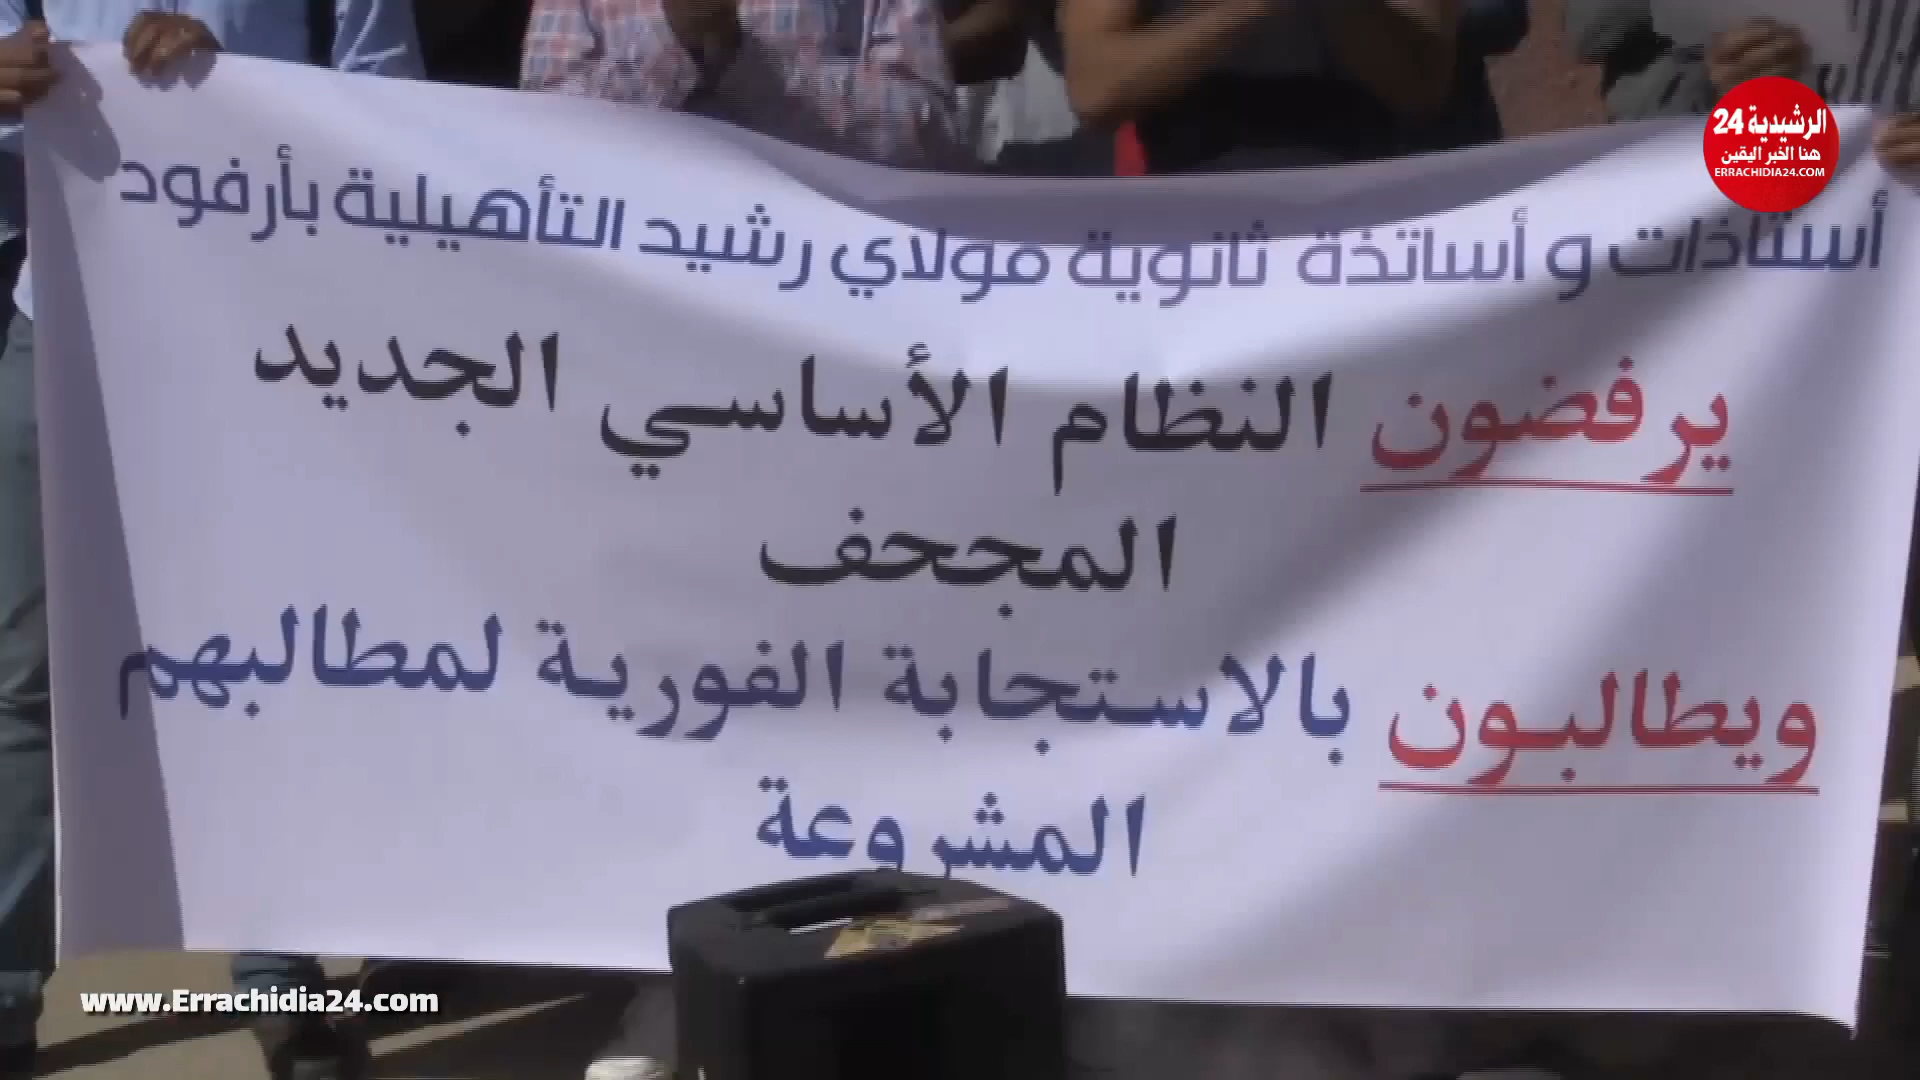 الرشيدية 24
هنا الخبر اليقين
ERRACHIDIA24.COM
أستاذات و أساتذة ثانوية مولاي رشيد التأهيلية بأرفود
يرفضون النظام الأساسي الجديد
المجحف
ويطالبون بالاستجابة الفورية لمطالبهم
المشروعة
www.Errachidia24.com